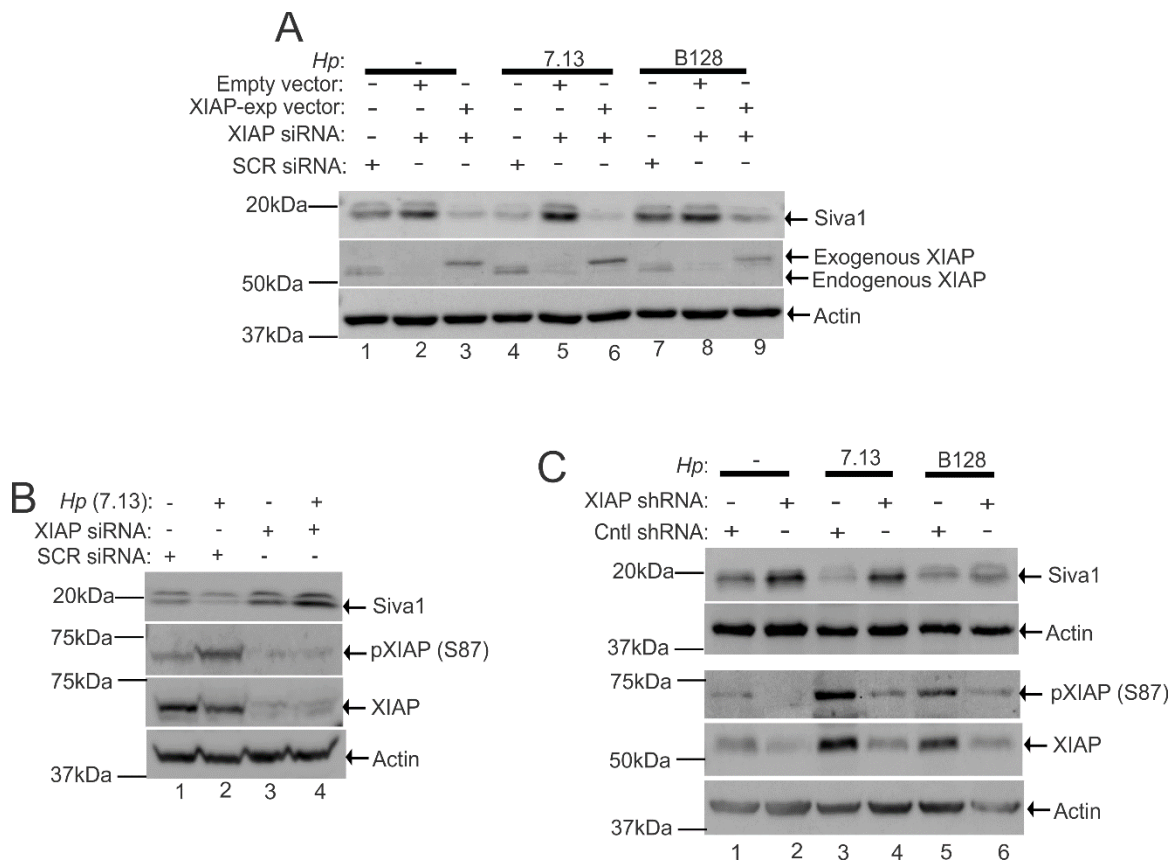 A
Hp: - 7.13 B128
Empty vector: - + - - + - - + -
XIAP-exp vector: - - + - - + - - +
XIAP siRNA: - + + - + + - + +
SCR siRNA: + - - + - - + - -
20kDa Siva1
Exogenous XIAP
50kDa Endogenous XIAP
Actin
37kDa
1 2 3 4 5 6 7 8 9
B
Hp (7.13): - + - +
XIAP siRNA: - - + +
SCR siRNA: + + - -
20kDa Siva1
75kDa pXIAP (S87)
75kDa XIAP
Actin
37kDa
1 2 3 4
C
Hp: - 7.13 B128
XIAP shRNA: - + - + - +
Cntl shRNA: + - + - + -
20kDa Siva1
Actin
37kDa
75kDa pXIAP (S87)
50kDa XIAP
Actin
37kDa
1 2 3 4 5 6